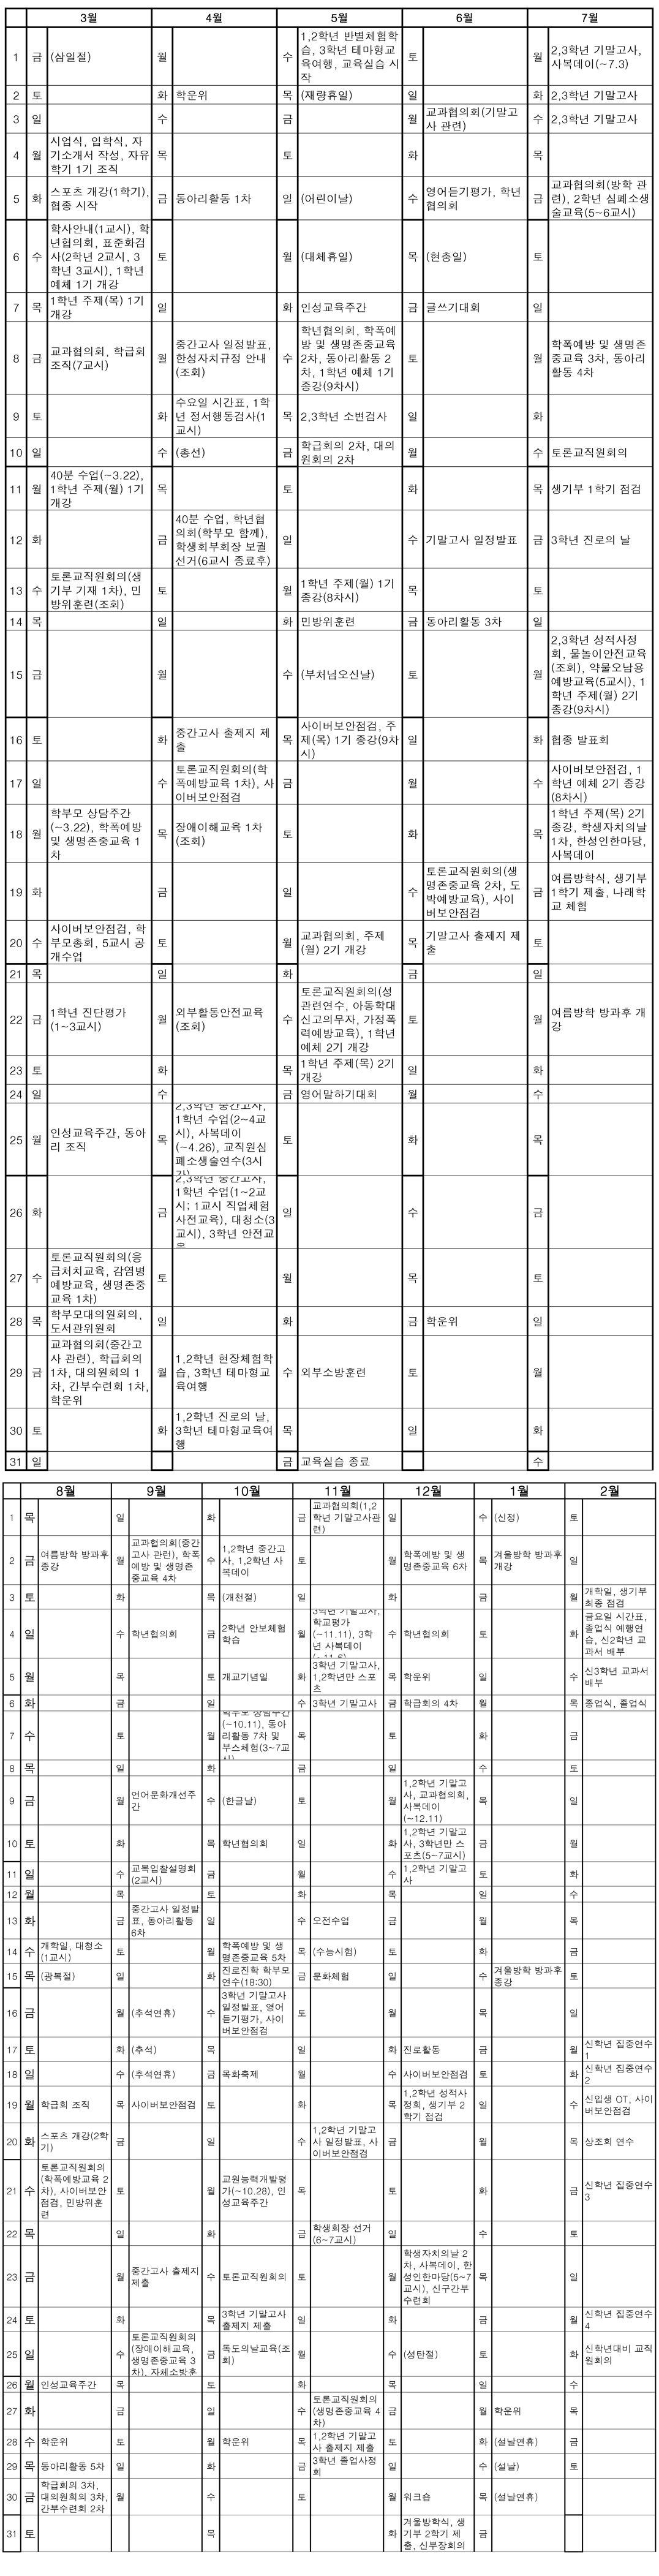 3월 4월 5월 6월 7월
1 금 (삼일절) 월 수 1,2학년 반별체험학습, 3학년 테마형교육여행, 교육실습 시작 토 월 2,3학년 기말고사, 사복데이(~7.3)
2 토 화 학운위 목 (재량휴일) 일 화 2,3학년 기말고사
3 일 수 금 월 교과협의회(기말고사 관련) 수 2,3학년 기말고사
4 월 시업식, 입학식, 자기소개서 작성, 자유학기 1기 조직 목 토 화 목
5 화 스포츠 개강(1학기), 협종 시작 금 동아리활동 1차 일 (어린이날) 수 영어듣기평가, 학년협의회 금 교과협의회(방학 관련), 2학년 심폐소생술교육(5~6교시)
6 수 학사안내(1교시), 학년협의회, 표준화검사(2학년 2교시, 3학년 3교시), 1학년 예체 1기 개강 토 월 (대체휴일) 목 (현충일) 토
7 목 1학년 주제(목) 1기 개강 일 화 인성교육주간 금 글쓰기대회 일
8 금 교과협의회, 학급회 조직(7교시) 월 중간고사 일정발표, 한성자치규정 안내(조회) 수 학년협의회, 학폭예방 및 생명존중교육 2차, 동아리활동 2차, 1학년 예체 1기 종강(9차시) 토 월 학폭예방 및 생명존중교육 3차, 동아리활동 4차
9 토 화 수요일 시간표, 1학년 정서행동검사(1교시) 목 2,3학년 소변검사 일 화
10 일 수 (총선) 금 학급회의 2차, 대의원회의 2차 월 수 토론교직원회의
11 월 40분 수업(~3.22), 1학년 주제(월) 1기 개강 목 토 화 목 생기부 1학기 점검
12 화 금 40분 수업, 학년협의회(학부모 함께), 학생회부회장 보궐선거(6교시 종료후) 일 수 기말고사 일정발표 금 3학년 진로의 날
13 수 토론교직원회의(생기부 기재 1차), 민방위훈련(조회) 토 월 1학년 주제(월) 1기 종강(8차시) 목 토
14 목 일 화 민방위훈련 금 동아리활동 3차 일
15 금 월 수 (부처님오신날) 토 월 2,3학년 성적사정회, 물놀이안전교육(조회), 약물오남용예방교육(5교시), 1학년 주제(월) 2기 종강(9차시)
16 토 화 중간고사 출제지 제출 목 사이버보안점검, 주제(목) 1기 종강(9차시) 일 화 협종 발표회
17 일 수 토론교직원회의(학폭예방교육 1차), 사이버보안점검 금 월 수 사이버보안점검, 1학년 예체 2기 종강(8차시)
18 월 학부모 상담주간(~3.22), 학폭예방 및 생명존중교육 1차 목 장애이해교육 1차(조회) 토 화 목 1학년 주제(목) 2기 종강, 학생자치의날 1차, 한성인한마당, 사복데이
19 화 금 일 수 토론교직원회의(생명존중교육 2차, 도박예방교육), 사이버보안점검 금 여름방학식, 생기부 1학기 제출, 나래학교 체험
20 수 사이버보안점검, 학부모총회, 5교시 공개수업 토 월 교과협의회, 주제(월) 2기 개강 목 기말고사 출제지 제출 토
21 목 일 화 금 일
22 금 1학년 진단평가(1~3교시) 월 외부활동안전교육(조회) 수 토론교직원회의(성관련연수, 아동학대신고의무자, 가정폭력예방교육), 1학년 예체 2기 개강 토 월 여름방학 방과후 개강
23 토 화 목 1학년 주제(목) 2기 개강 일 화
24 일 수 금 영어말하기대회 월 수
25 월 인성교육주간, 동아리 조직 목 2,3학년 중간고사, 1학년 수업(2~4교시), 사복데이(~4.26), 교직원심폐소생술연수(3시간) 토 화 목
26 화 금 2,3학년 중간고사, 1학년 수업(1~2교시; 1교시 직업체험 사전교육), 대청소(3교시), 3학년 안전교육 일 수 금
27 수 토론교직원회의(응급처치교육, 감염병예방교육, 생명존중교육 1차) 토 월 목 토
28 목 학부모대의원회의, 도서관위원회 일 화 금 학운위 일
29 금 교과협의회(중간고사 관련), 학급회의 1차, 대의원회의 1차, 간부수련회 1차, 학운위 월 1,2학년 현장체험학습, 3학년 테마형교육여행 수 외부소방훈련 토 월
30 토 화 1,2학년 진로의 날, 3학년 테마형교육여행 목 일 화
31 일 금 교육실습 종료 수
8월 9월 10월 11월 12월 1월 2월
1 목 일 화 금 교과협의회(1,2학년 기말고사관련) 일 수 (신정) 토
2 금 여름방학 방과후 종강 월 교과협의회(중간고사 관련), 학폭예방 및 생명존중교육 4차 수 1,2학년 중간고사, 1,2학년 사복데이 토 월 학폭예방 및 생명존중교육 6차 목 겨울방학 방과후 개강 일
3 토 화 목 (개천절) 일 화 금 월 개학일, 생기부 최종 점검
4 일 수 학년협의회 금 2학년 안보체험학습 월 3학년 기말고사, 학교평가(~11.11), 3학년 사복데이(~11.6) 수 학년협의회 토 화 금요일 시간표, 졸업식 예행연습, 신2학년 교과서 배부
5 월 목 토 개교기념일 화 3학년 기말고사, 1,2학년만 스포츠 목 학운위 일 수 신3학년 교과서 배부
6 화 금 일 수 3학년 기말고사 금 학급회의 4차 월 목 종업식, 졸업식
7 수 토 월 학부모 상담주간(~10.11), 동아리활동 7차 및 부스체험(3~7교시) 목 토 화 금
8 목 일 화 금 일 수 토
9 금 월 언어문화개선주간 수 (한글날) 토 월 1,2학년 기말고사, 교과협의회, 사복데이(~12.11) 목 일
10 토 화 목 학년협의회 일 화 1,2학년 기말고사, 3학년만 스포츠(5~7교시) 금 월
11 일 수 교복입찰설명회(2교시) 금 월 수 1,2학년 기말고사 토 화
12 월 목 토 화 목 일 수
13 화 금 중간고사 일정발표, 동아리활동 6차 일 수 오전수업 금 월 목
14 수 개학일, 대청소(1교시) 토 월 학폭예방 및 생명존중교육 5차 목 (수능시험) 토 화 금
15 목 (광복절) 일 화 진로진학 학부모연수(18:30) 금 문화체험 일 수 겨울방학 방과후 종강 토
16 금 월 (추석연휴) 수 3학년 기말고사 일정발표, 영어듣기평가, 사이버보안점검 토 월 목 일
17 토 화 (추석) 목 일 화 진로활동 금 월 신학년 집중연수1
18 일 수 (추석연휴) 금 목화축제 월 수 사이버보안점검 토 화 신학년 집중연수2
19 월 학급회 조직 목 사이버보안점검 토 화 목 1,2학년 성적사정회, 생기부 2학기 점검 일 수 신입생 OT, 사이버보안점검
20 화 스포츠 개강(2학기) 금 일 수 1,2학년 기말고사 일정발표, 사이버보안점검 금 월 목 상조회 연수
21 수 토론교직원회의(학폭예방교육 2차), 사이버보안점검, 민방위훈련 토 월 교원능력개발평가(~10.28), 인성교육주간 목 토 화 금 신학년 집중연수3
22 목 일 화 금 학생회장 선거(6~7교시) 일 수 토
23 금 월 중간고사 출제지 제출 수 토론교직원회의 토 월 학생자치의날 2차, 사복데이, 한성인한마당(5~7교시), 신구간부수련회 목 일
24 토 화 목 3학년 기말고사 출제지 제출 일 화 금 월 신학년 집중연수4
25 일 수 토론교직원회의(장애이해교육, 생명존중교육 3차), 자체소방훈 금 독도의날교육(조회) 월 수 (성탄절) 토 화 신학년대비 교직원회의
26 월 인성교육주간 목 토 화 목 일 수
27 화 금 일 수 토론교직원회의(생명존중교육 4차) 금 월 학운위 목
28 수 학운위 토 월 학운위 목 1,2학년 기말고사 출제지 제출 토 화 (설날연휴) 금
29 목 동아리활동 5차 일 화 금 3학년 졸업사정회 일 수 (설날) 토
30 금 학급회의 3차, 대의원회의 3차, 간부수련회 2차 월 수 토 월 워크숍 목 (설날연휴)
31 토 목 화 겨울방학식, 생기부 2학기 제출, 신부장회의 금